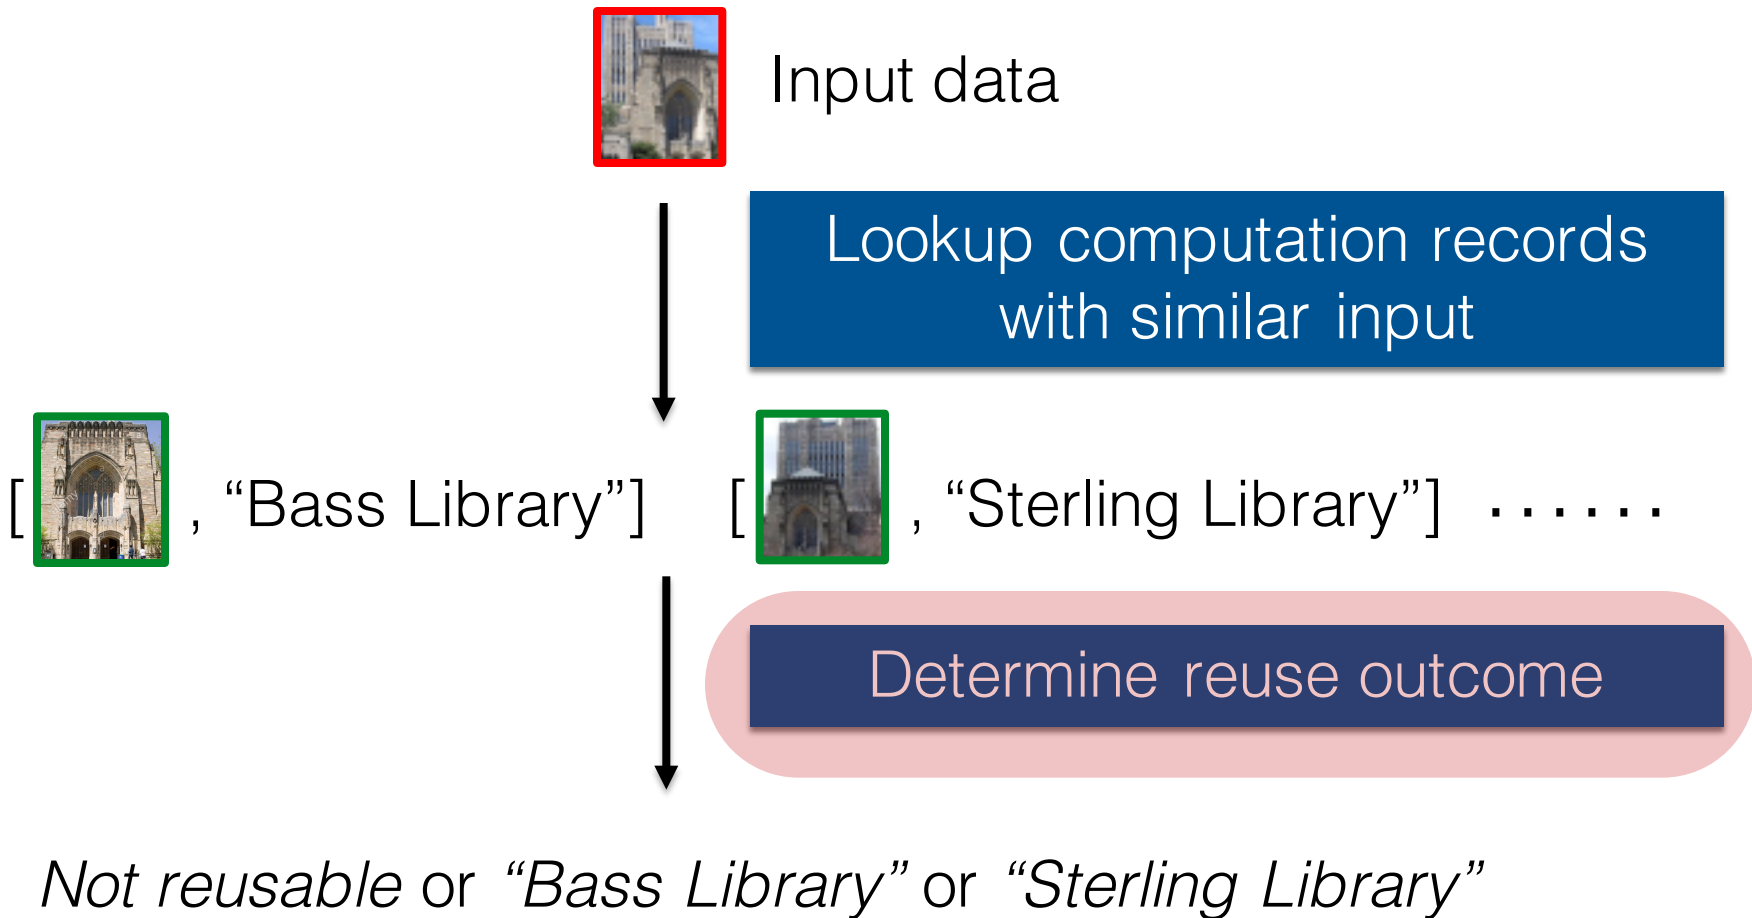 Input data
Lookup computation records
with similar input
[ , “Bass Library”] [ , “Sterling Library”] ······
Determine reuse outcome
Not reusable or “Bass Library” or “Sterling Library”